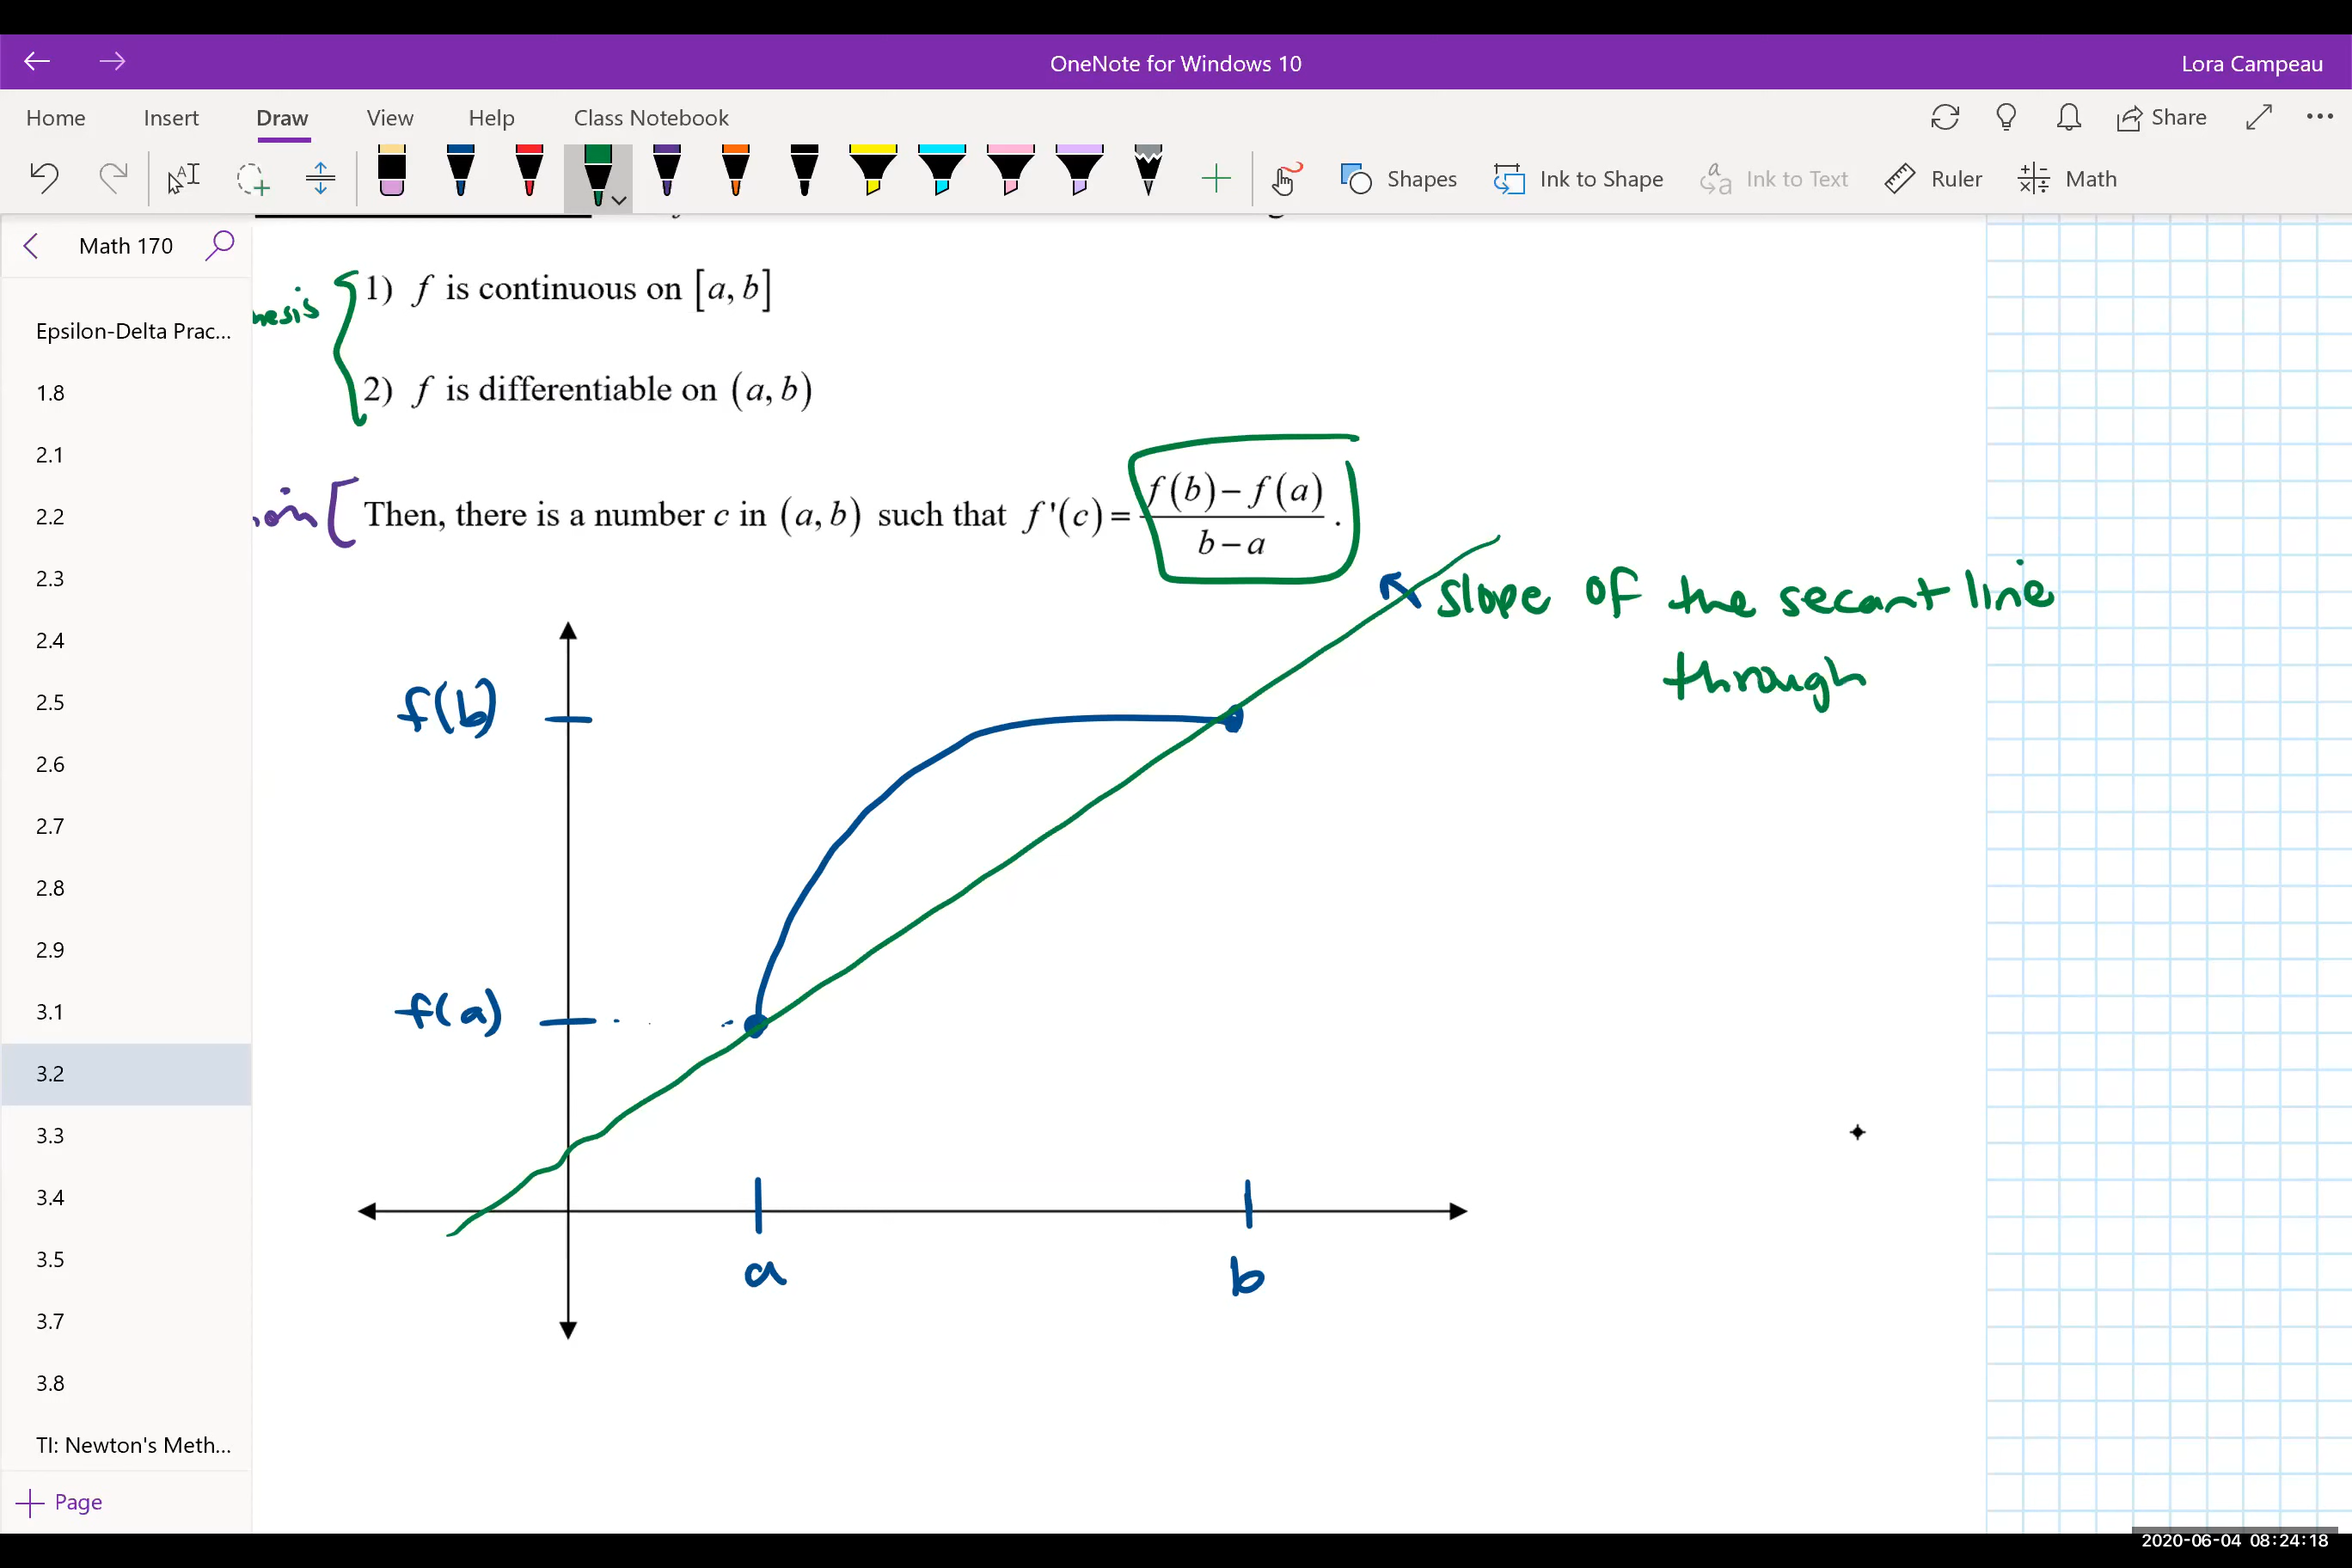 OneNote for Windows 10
Lora Campeau
Home Insert Draw View Help Class Notebook Share
Shapes Ink to Shape Ink to Text Ruler Math
Math 170
Epsilon-Delta Prac...
1.8
2.1
2.2
2.3
2.4
2.5
2.6
2.7
2.8
2.9
3.1
3.2
3.3
3.4
3.5
3.7
3.8
TI: Newton's Meth...
Page
1) f is continuous on [a, b]
2) f is differentiable on (a, b)
Then, there is a number c in (a, b) such that f'(c) = f(b) − f(a) / b − a .
slope of the secant line
through
f(b)
f(a)
a b
2020-06-04 08:24:18